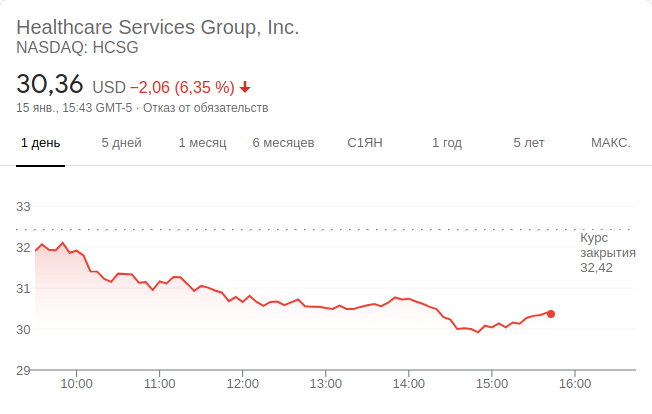 Healthcare Services Group, Inc.
NASDAQ: HCSG
30,36 USD −2,06 (6,35 %)
15 янв., 15:43 GMT-5 · Отказ от обязательств
1 день 5 дней 1 месяц 6 месяцев С1ЯН 1 год 5 лет МАКС.
33
32
31
30
29
Курс
закрытия
32,42
10:00 11:00 12:00 13:00 14:00 15:00 16:00